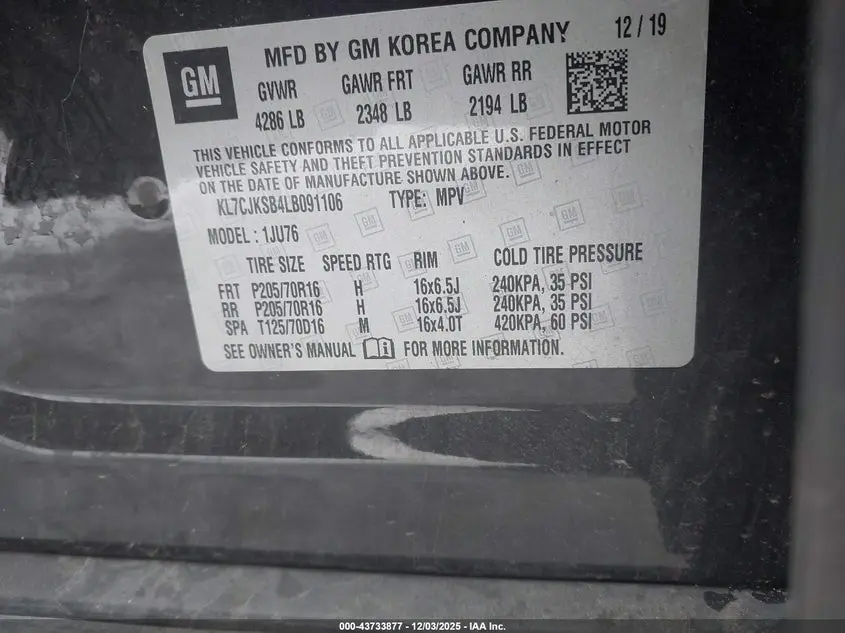 GM
MFD BY GM KOREA COMPANY 12 / 19
GVWR GAWR FRT GAWR RR
4286 LB 2348 LB 2194 LB
THIS VEHICLE CONFORMS TO ALL APPLICABLE U.S. FEDERAL MOTOR
VEHICLE SAFETY AND THEFT PREVENTION STANDARDS IN EFFECT
ON THE DATE OF MANUFACTURE SHOWN ABOVE.
KL7CJKSB4LB091106 TYPE: MPV
MODEL : 1JU76
TIRE SIZE SPEED RTG RIM COLD TIRE PRESSURE
FRT P205/70R16 H 16x6.5J 240KPA, 35 PSI
RR P205/70R16 H 16x6.5J 240KPA, 35 PSI
SPA T125/70D16 M 16x4.0T 420KPA, 60 PSI
SEE OWNER'S MANUAL FOR MORE INFORMATION.
000-43733877 - 12/03/2025 - IAA Inc.